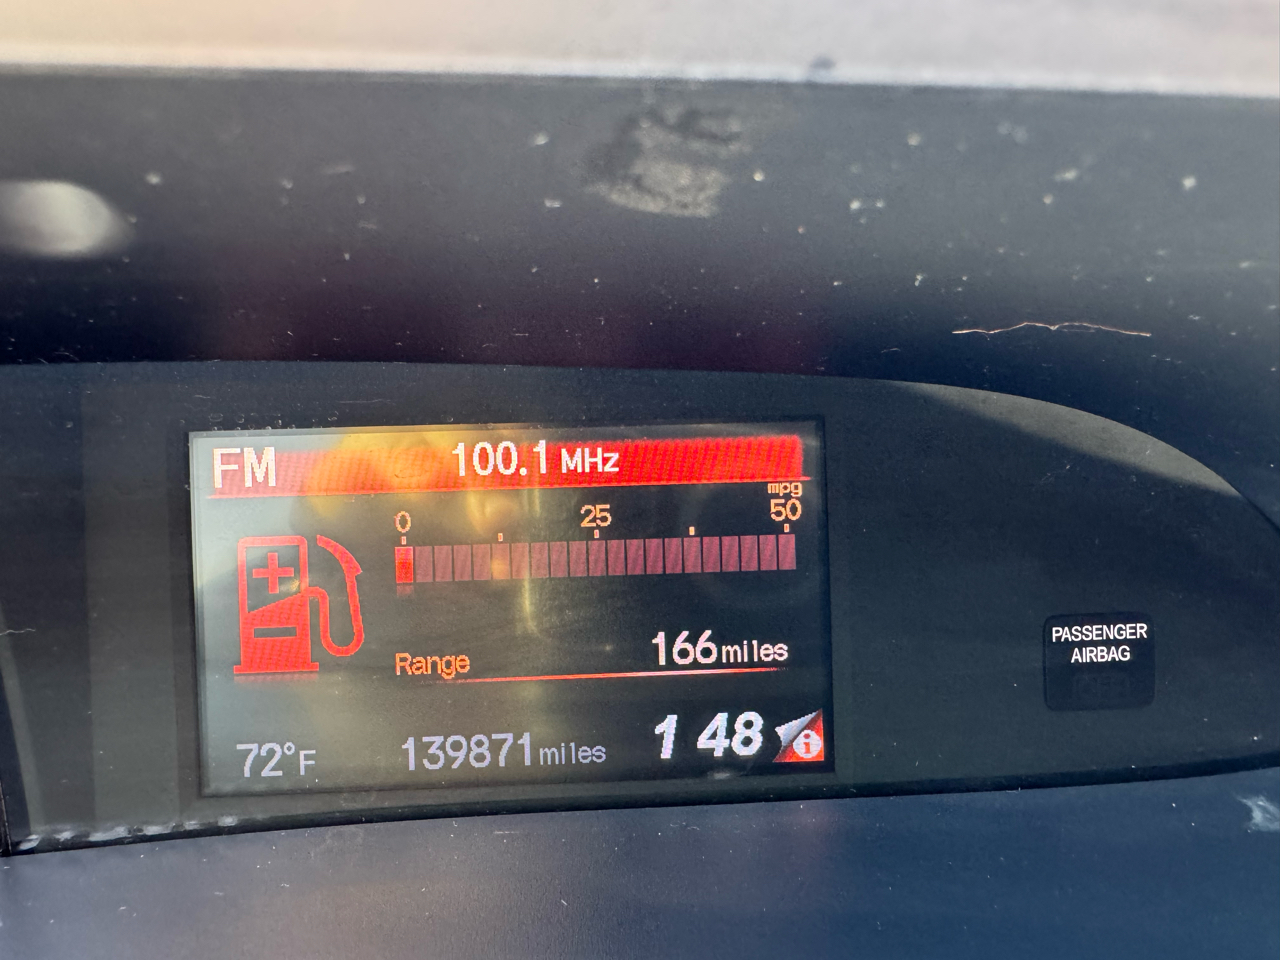 FM 100.1 MHz
mpg
0 25 50
Range 166 miles
72°F 139871 miles 1 48
PASSENGER
AIRBAG